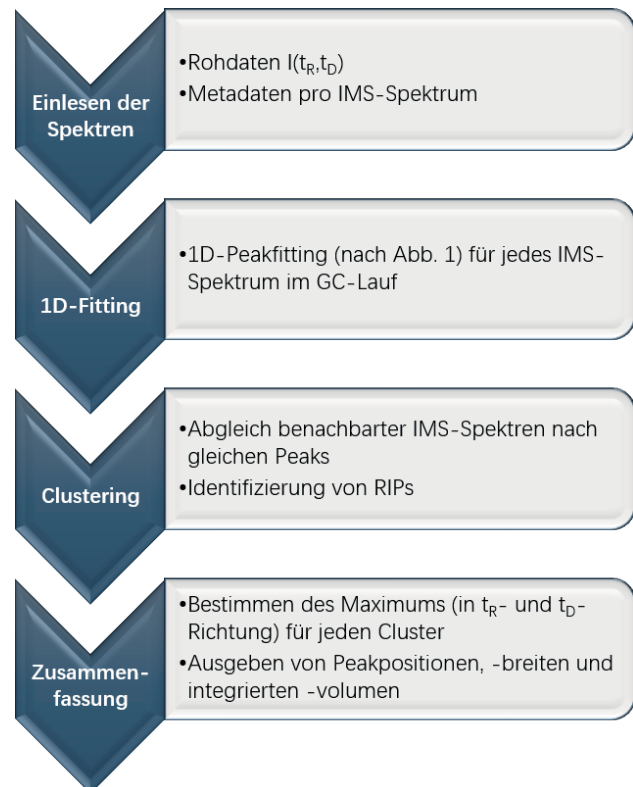 Einlesen der
Spektren
•Rohdaten I(tR,tD)
•Metadaten pro IMS-Spektrum
1D-Fitting
•1D-Peakfitting (nach Abb. 1) für jedes IMS-
Spektrum im GC-Lauf
Clustering
•Abgleich benachbarter IMS-Spektren nach
gleichen Peaks
•Identifizierung von RIPs
Zusammen-
fassung
•Bestimmen des Maximums (in tR- und tD-
Richtung) für jeden Cluster
•Ausgeben von Peakpositionen, -breiten und
integrierten -volumen